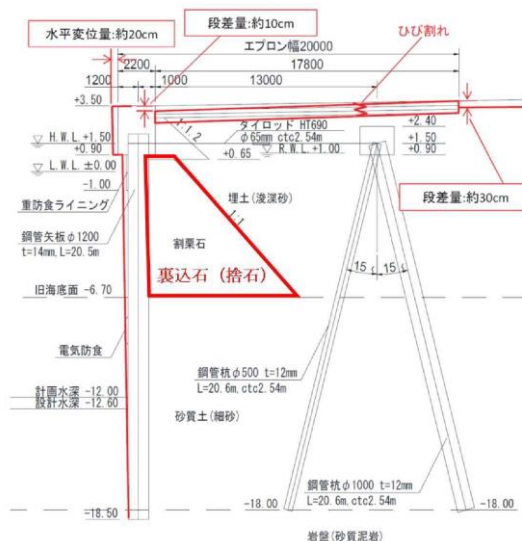 段差量:約10cm
水平変位量:約20cm
ひび割れ
エプロン幅20000
2200
17800
1200
1000
13000
+3.50
1:1.2
タイロッド HT690
φ65mm ctc2.54m
+2.40
H.W.L.+1.50
+0.90
+0.65
R.W.L.+1.00
+1.50
+0.90
L.W.L.±0.00
-1.00
段差量:約30cm
重防食ライニング
埋土(浚渫砂)
1:1
鋼管矢板φ1200
t=14mm,L=20.5m
割栗石
裏込石(捨石)
15°
15°
旧海底面 -6.70
電気防食
鋼管杭φ500 t=12mm
L=20.6m,ctc2.54m
計画水深 -12.00
設計水深 -12.60
砂質土(細砂)
鋼管杭φ1000 t=12mm
L=20.6m,ctc2.54m
-18.50
-18.00
-18.00
岩盤(砂質泥岩)